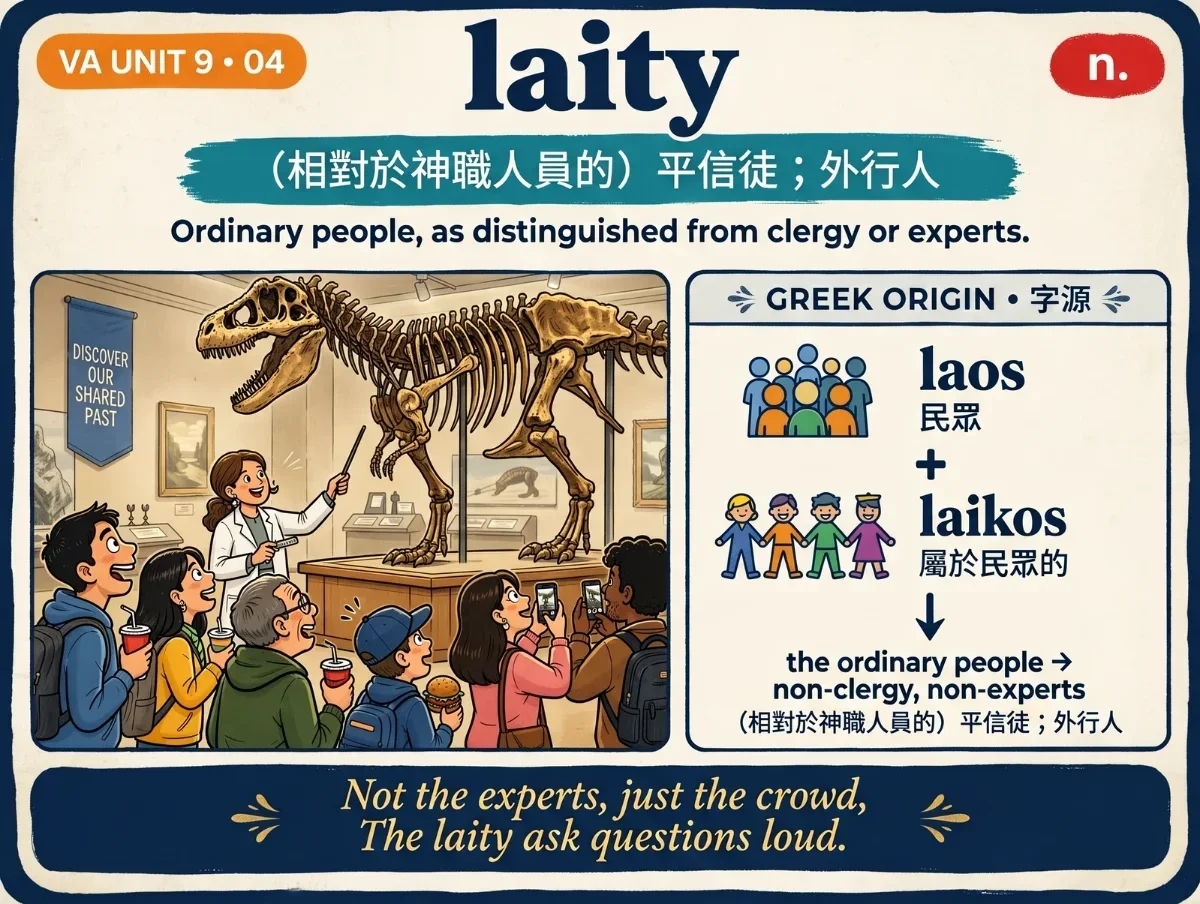 VA UNIT 9 • 04
laity
n.
（相對於神職人員的）平信徒；外行人
Ordinary people, as distinguished from clergy or experts.
DISCOVER
OUR
SHARED
PAST
GREEK ORIGIN • 字源
laos
民眾
+
laikos
屬於民眾的
↓
the ordinary people →
non-clergy, non-experts
（相對於神職人員的）平信徒；外行人
Not the experts, just the crowd,
The laity ask questions loud.